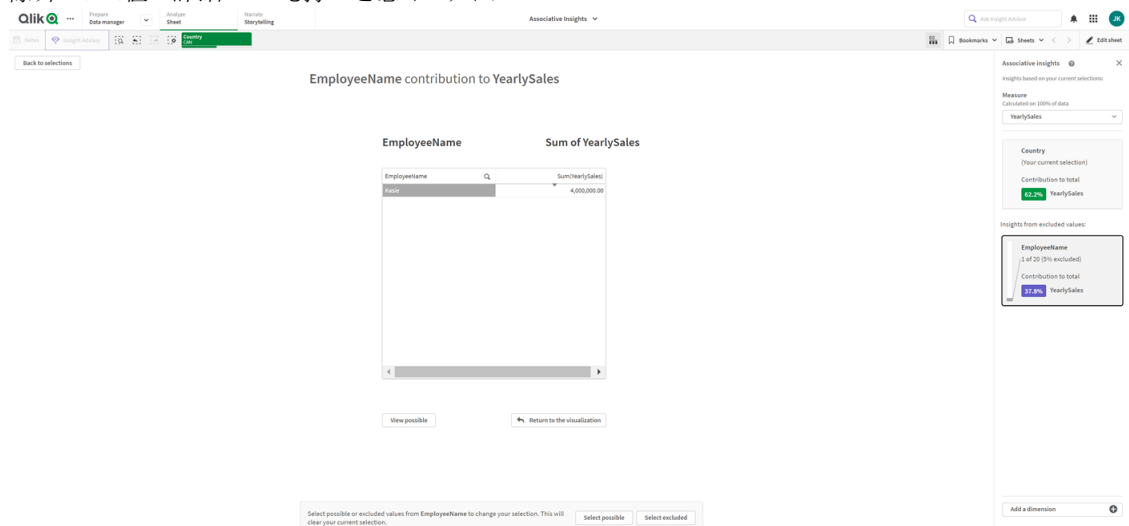 Qlik
Prepare
Data manager
Analyze
Sheet
Narrate
Storytelling
Associative Insights
Ask Insight Advisor
JK
Notes
Insight Advisor
Country
CAN
Bookmarks
Sheets
Edit sheet
Back to selections
EmployeeName contribution to YearlySales
EmployeeName
Sum of YearlySales
EmployeeName
Sum(YearlySales)
Kasie
4,000,000.00
View possible
Return to the visualization
Select possible or excluded values from EmployeeName to change your selection. This will
clear your current selection.
Select possible
Select excluded
Associative insights
Insights based on your current selections:
Measure
Calculated on 100% of data
YearlySales
Country
(Your current selection)
Contribution to total
62.2% YearlySales
Insights from excluded values:
EmployeeName
1 of 20 (5% excluded)
Contribution to total
37.8% YearlySales
Add a dimension